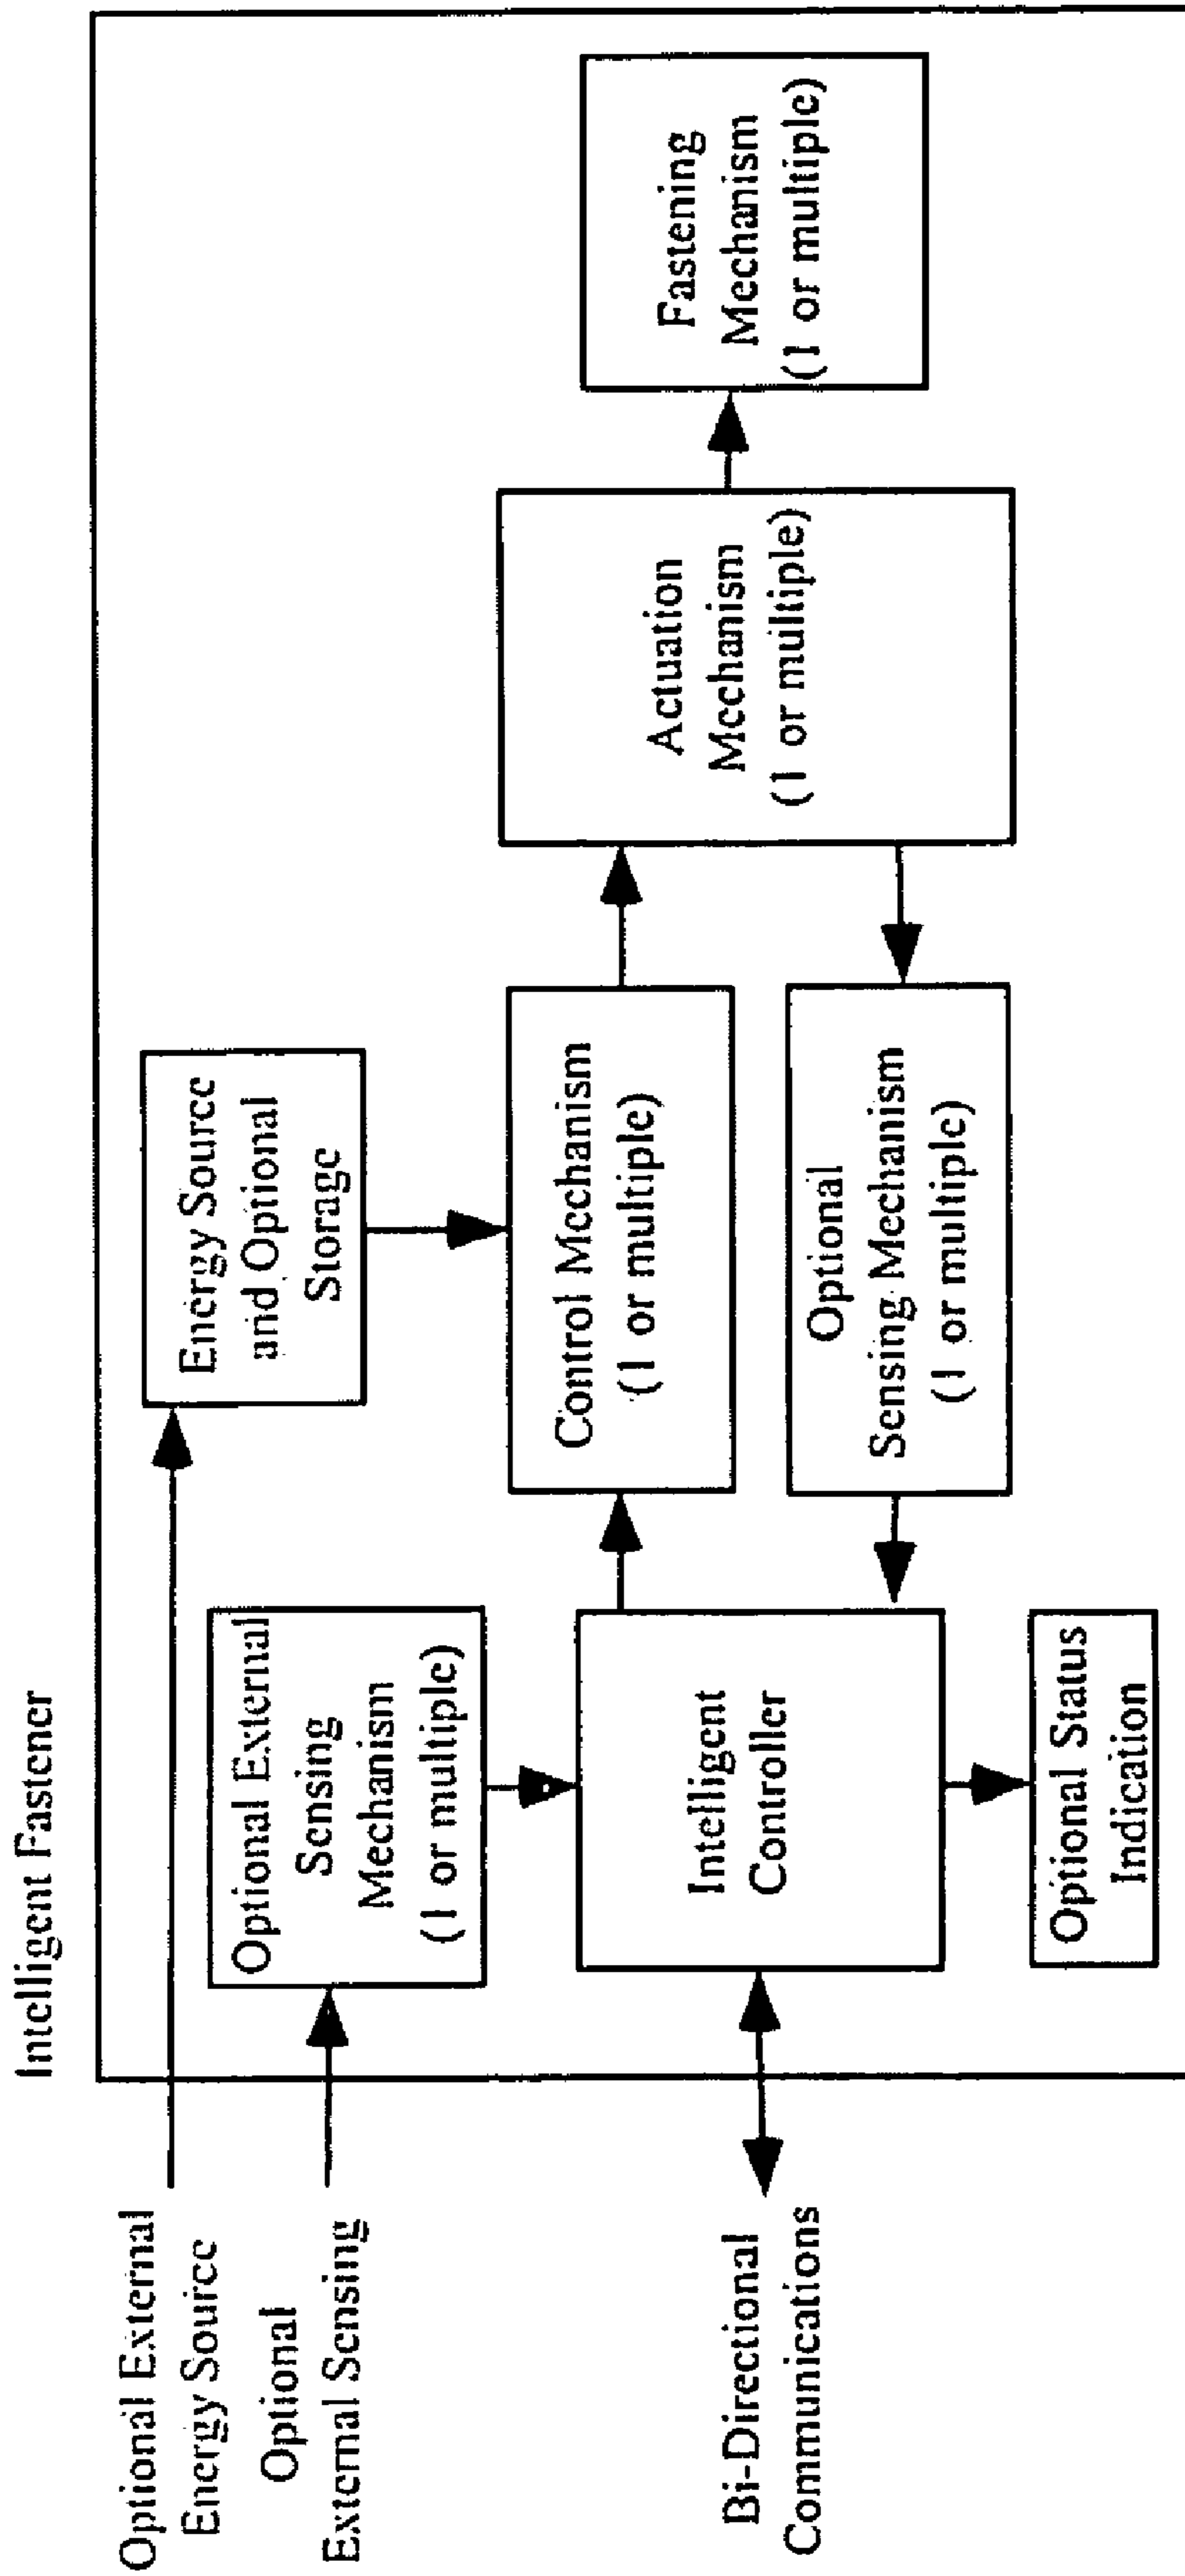 Intelligent Fastener
Optional External
Energy Source
Optional
External Sensing
Bi-Directional
Communications
Energy Source
and Optional
Storage
Optional External
Sensing
Mechanism
(1 or multiple)
Intelligent
Controller
Optional Status
Indication
Control Mechanism
(1 or multiple)
Optional
Sensing Mechanism
(1 or multiple)
Actuation
Mechanism
(1 or multiple)
Fastening
Mechanism
(1 or multiple)